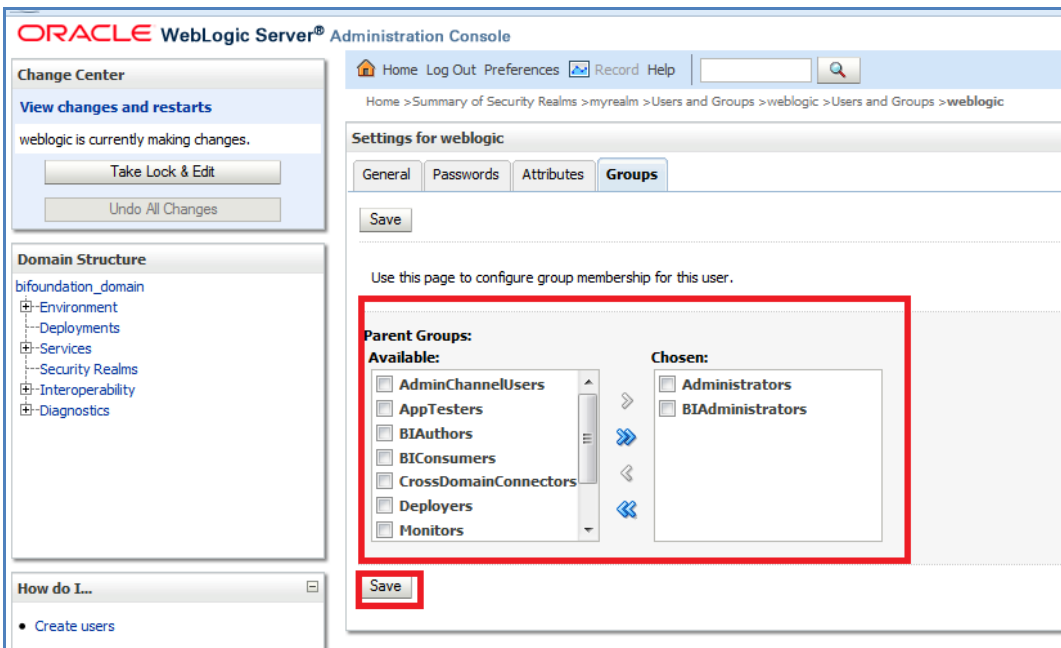 ORACLE WebLogic Server® Administration Console
Change Center
View changes and restarts
weblogic is currently making changes.
Take Lock & Edit
Undo All Changes
Domain Structure
bifoundation_domain
Environment
Deployments
Services
Security Realms
Interoperability
Diagnostics
How do I...
Create users
Home Log Out Preferences Record Help
Home >Summary of Security Realms >myrealm >Users and Groups >weblogic >Users and Groups >weblogic
Settings for weblogic
General Passwords Attributes Groups
Save
Use this page to configure group membership for this user.
Parent Groups:
Available:
AdminChannelUsers
AppTesters
BIAuthors
BIConsumers
CrossDomainConnectors
Deployers
Monitors
Chosen:
Administrators
BIAdministrators
Save